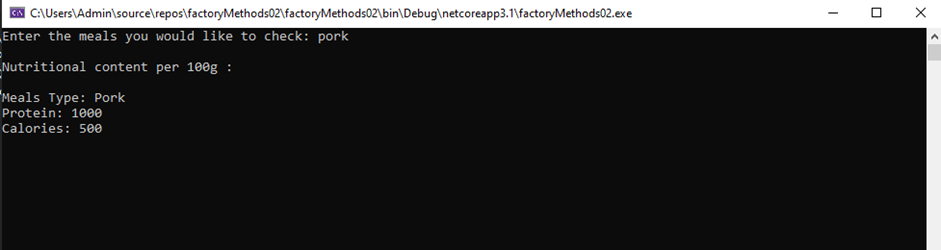 C:\Users\Admin\source\repos\factoryMethods02\factoryMethods02\bin\Debug\netcoreapp3.1\factoryMethods02.exe
Enter the meals you would like to check: pork
Nutritional content per 100g :
Meals Type: Pork
Protein: 1000
Calories: 500